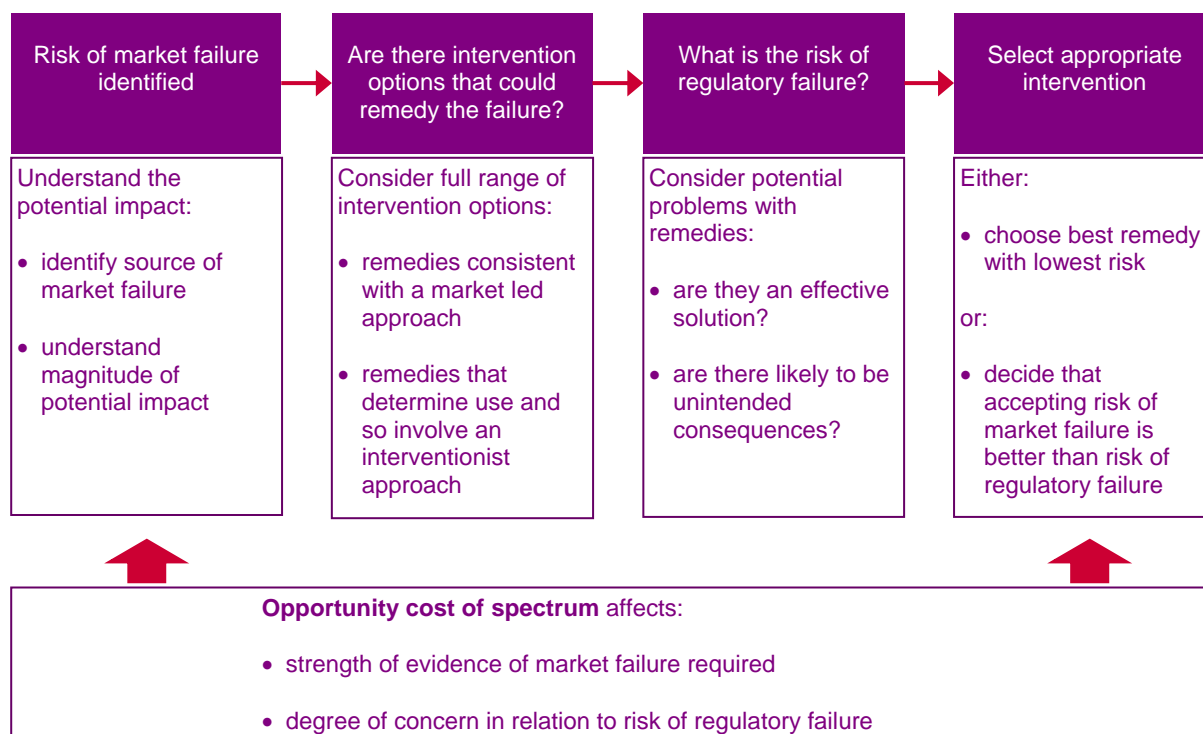 Risk of market failure
identified
Are there intervention
options that could
remedy the failure?
What is the risk of
regulatory failure?
Select appropriate
intervention
Understand the
potential impact:
• identify source of
market failure
• understand
magnitude of
potential impact
Consider full range of
intervention options:
• remedies consistent
with a market led
approach
• remedies that
determine use and
so involve an
interventionist
approach
Consider potential
problems with
remedies:
• are they an effective
solution?
• are there likely to be
unintended
consequences?
Either:
• choose best remedy
with lowest risk
or:
• decide that
accepting risk of
market failure is
better than risk of
regulatory failure
Opportunity cost of spectrum affects:
• strength of evidence of market failure required
• degree of concern in relation to risk of regulatory failure